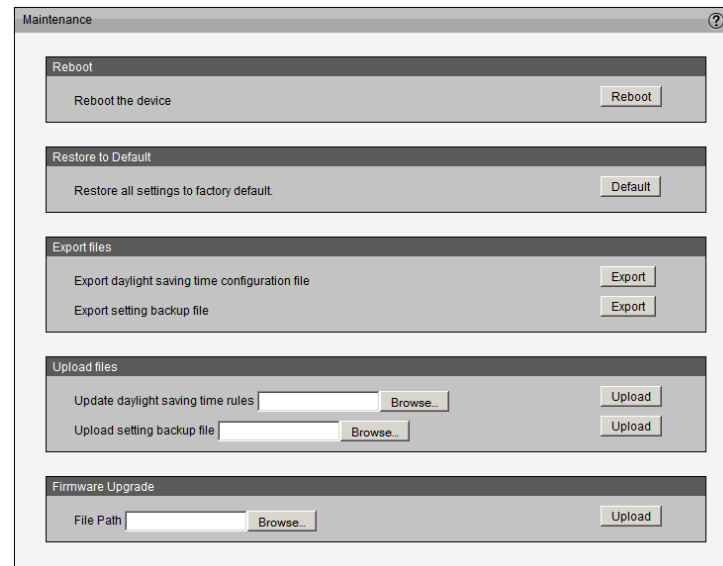 Maintenance ?
Reboot
Reboot the device Reboot
Restore to Default
Restore all settings to factory default. Default
Export files
Export daylight saving time configuration file Export
Export setting backup file Export
Upload files
Update daylight saving time rules Browse... Upload
Upload setting backup file Browse... Upload
Firmware Upgrade
File Path Browse... Upload